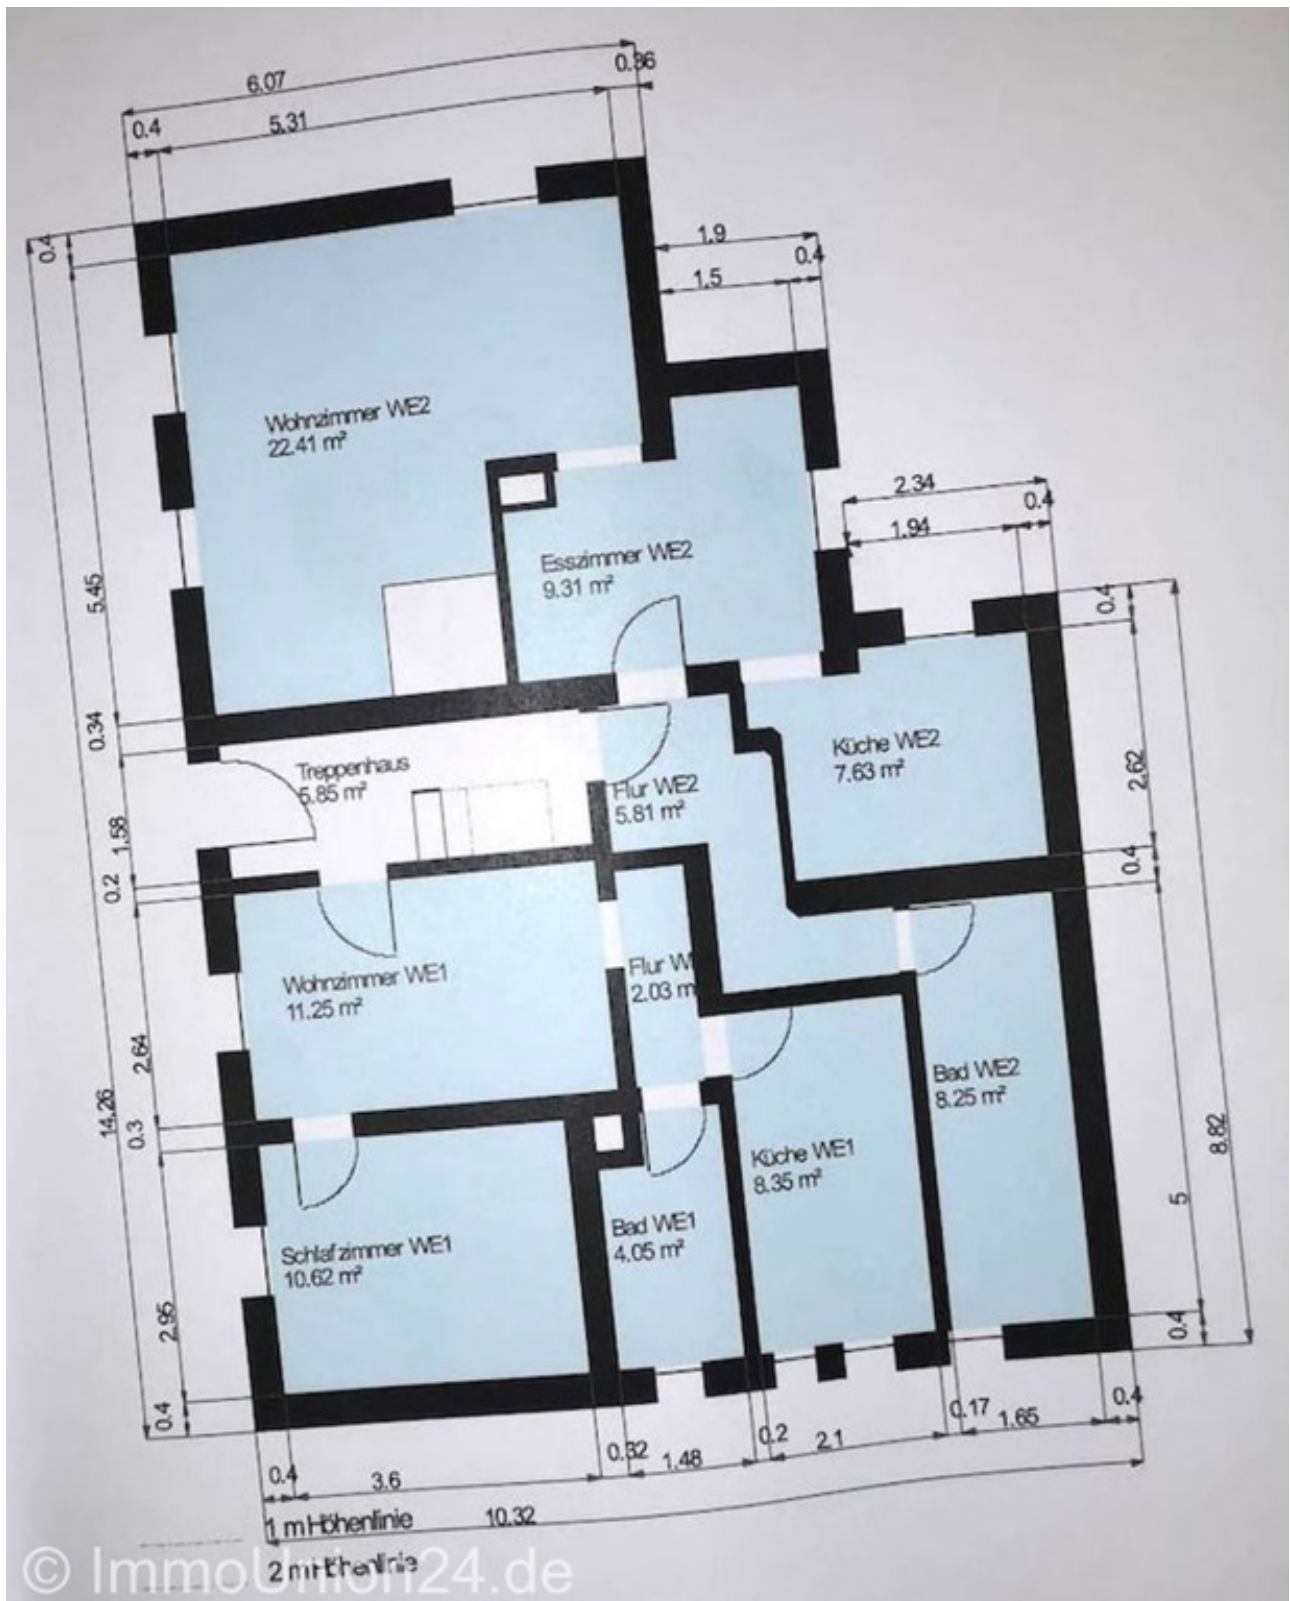 6.07
0.36
0.4
5.31
1.9
0.4
0.4
1.5
Wohnzimmer WE2
22.41 m²
2.34
0.4
1.94
Esszimmer WE2
9.31 m²
5.45
0.4
0.34
Treppenhaus
5.85 m²
Küche WE2
7.63 m²
2.62
Flur WE2
5.81 m²
1.58
0.2
0.4
Wohnzimmer WE1
11.25 m²
Flur W
2.03 m
2.64
14.26
0.3
Bad WE2
8.25 m²
8.82
Küche WE1
8.35 m²
5
Bad WE1
4.05 m²
Schlafzimmer WE1
10.62 m²
2.95
0.4
0.4
0.4
3.6
0.32
1.48
0.2
2.1
0.17
1.65
0.4
1 m Höhenlinie
10.32
2 m Höhenlinie
© ImmoUnion24.de